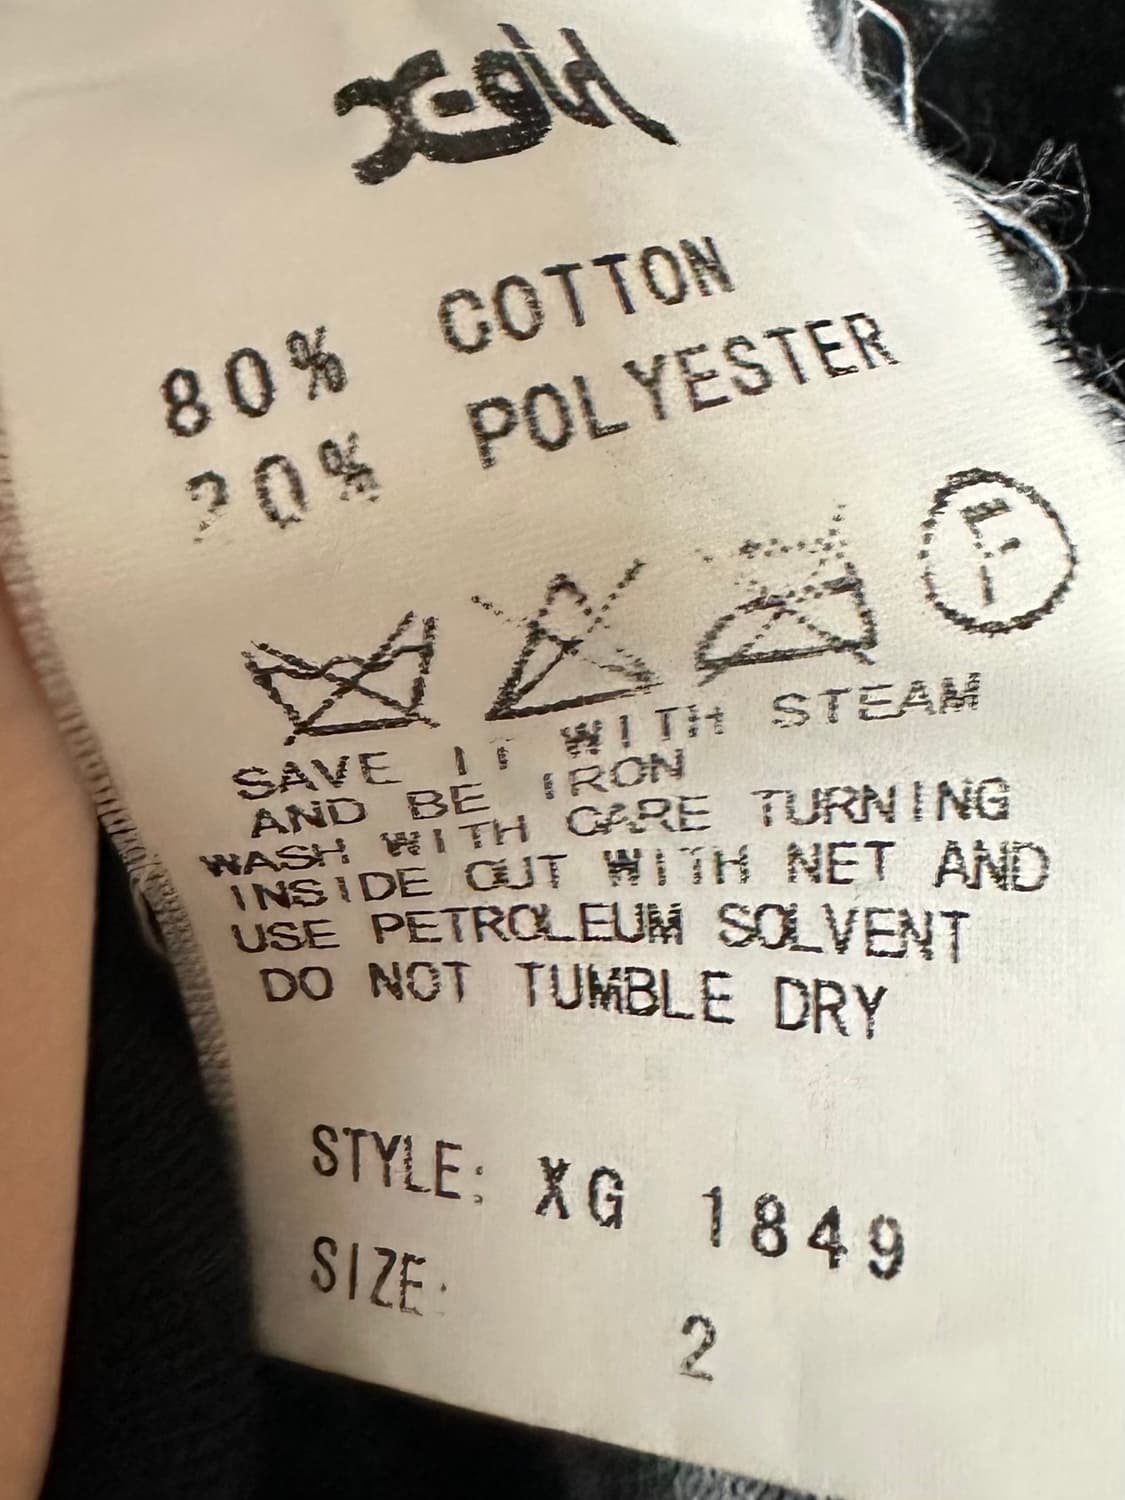 X-girl
80% COTTON
20% POLYESTER
F
SAVE IT WITH STEAM
AND BE IRON
WASH WITH CARE TURNING
INSIDE OUT WITH NET AND
USE PETROLEUM SOLVENT
DO NOT TUMBLE DRY
STYLE: XG 1849
SIZE: 2